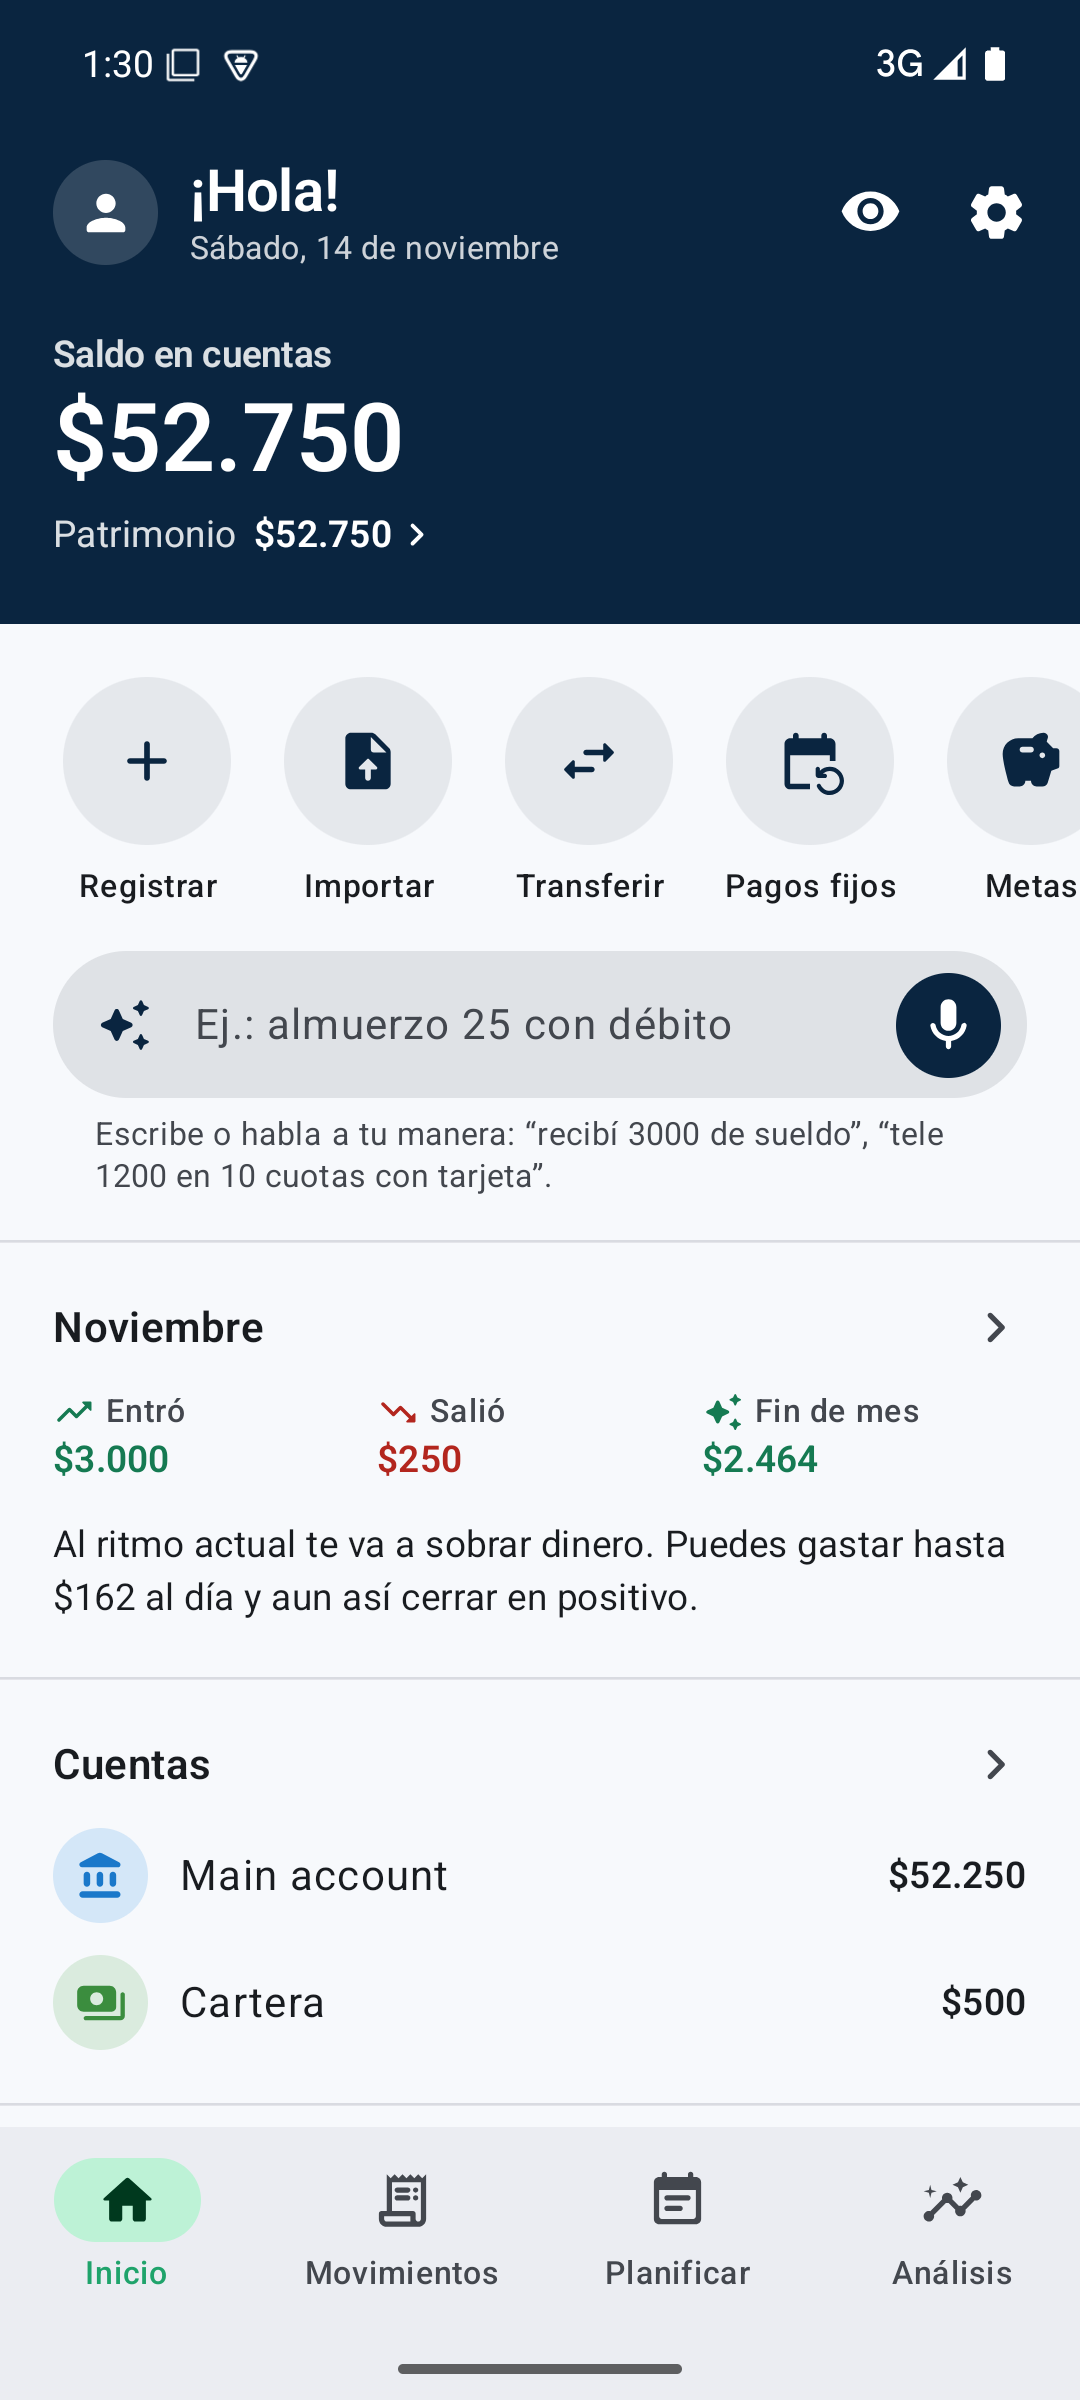 1:30
3G
¡Hola!
Sábado, 14 de noviembre
Saldo en cuentas
$52.750
Patrimonio $52.750
Registrar
Importar
Transferir
Pagos fijos
Metas
Ej.: almuerzo 25 con débito
Escribe o habla a tu manera: “recibí 3000 de sueldo”, “tele
1200 en 10 cuotas con tarjeta”.
Noviembre
Entró
$3.000
Salió
$250
Fin de mes
$2.464
Al ritmo actual te va a sobrar dinero. Puedes gastar hasta
$162 al día y aun así cerrar en positivo.
Cuentas
Main account $52.250
Cartera $500
Inicio
Movimientos
Planificar
Análisis